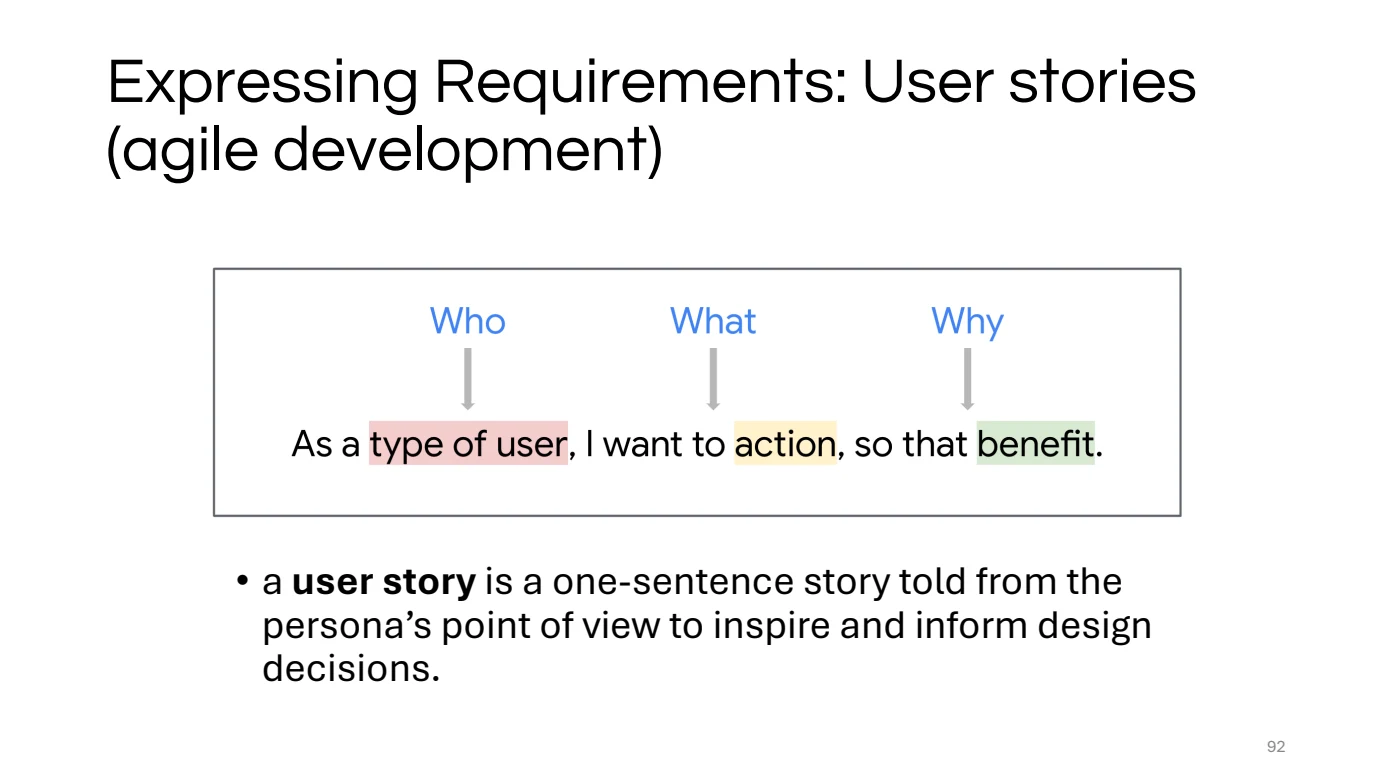 Expressing Requirements: User stories
(agile development)
Who What Why
As a type of user, I want to action, so that benefit.
• a user story is a one-sentence story told from the
persona’s point of view to inspire and inform design
decisions.
92